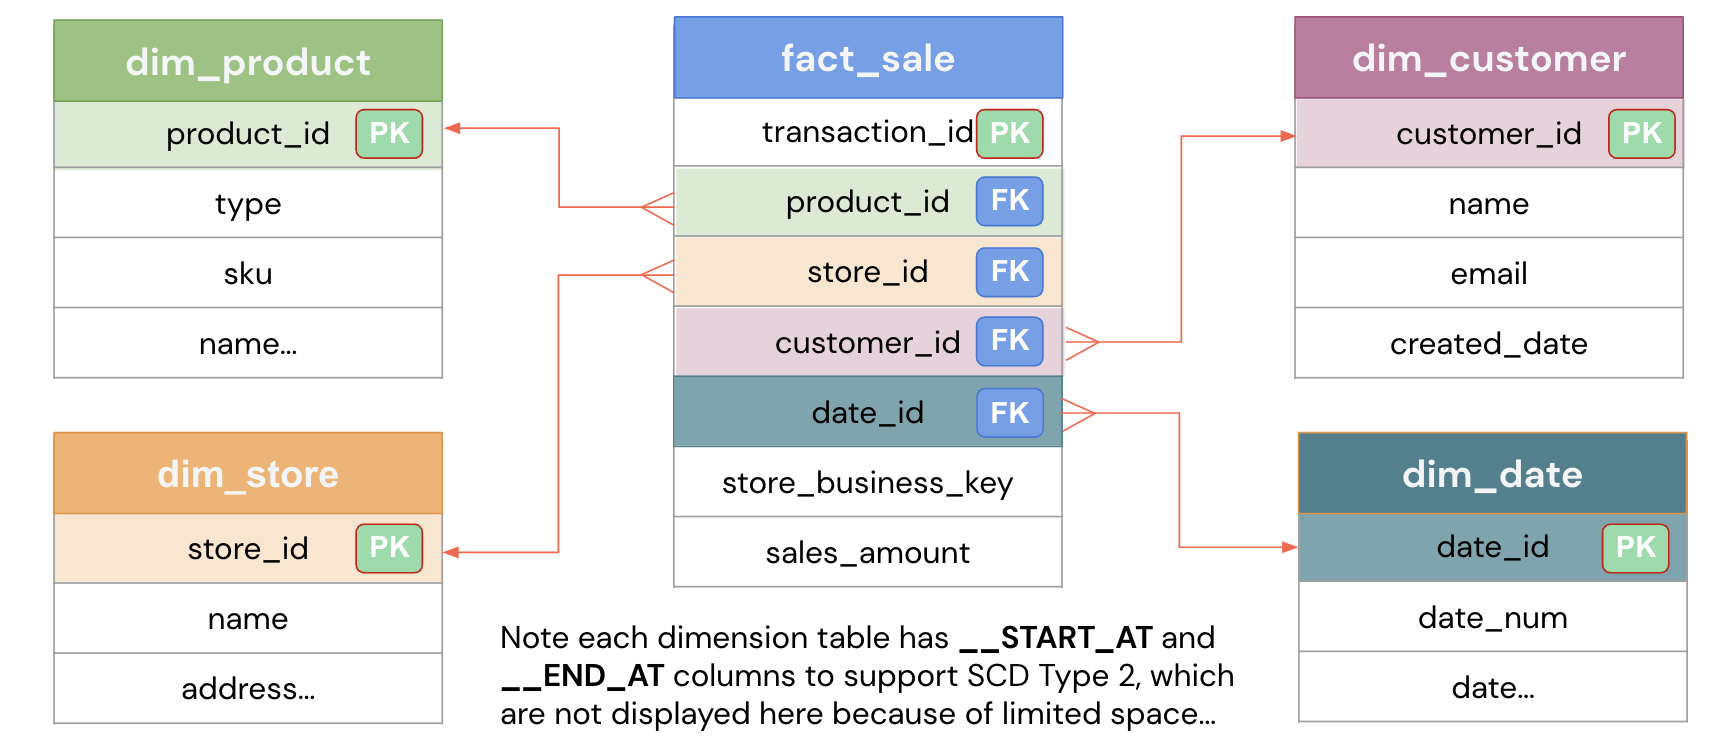 dim_product
product_id PK
type
sku
name...
fact_sale
transaction_id PK
product_id FK
store_id FK
customer_id FK
date_id FK
store_business_key
sales_amount
dim_customer
customer_id PK
name
email
created_date
dim_store
store_id PK
name
address...
dim_date
date_id PK
date_num
date...
Note each dimension table has __START_AT and
__END_AT columns to support SCD Type 2, which
are not displayed here because of limited space...